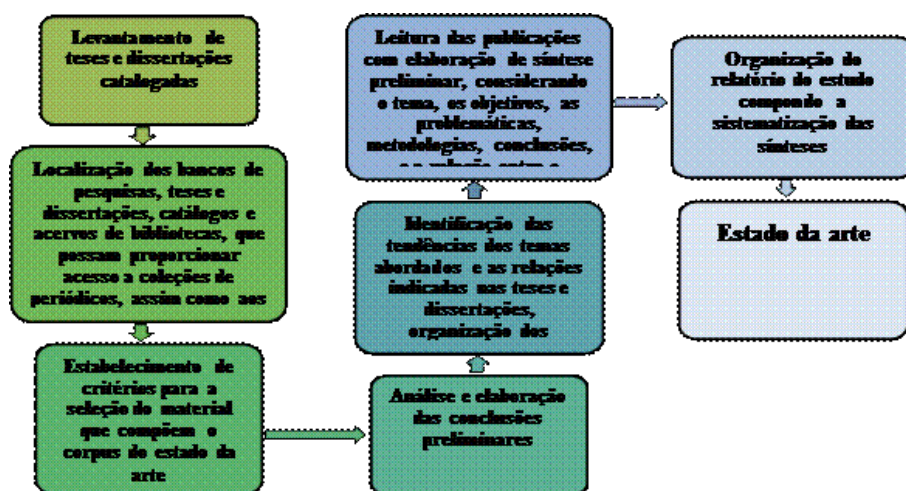 Levantamento de
teses e dissertações
catalogadas
Localização dos bancos de
pesquisas, teses e
dissertações, catálogos e
acervos de bibliotecas, que
possam proporcionar
acesso a coleções de
periódicos, assim como aos
Estabelecimento de
critérios para a
seleção do material
que compõem o
corpus do estado da
arte
Análise e elaboração
das conclusões
preliminares
Identificação das
tendências dos temas
abordados e as relações
indicadas nas teses e
dissertações,
organização dos
Leitura das publicações
com elaboração de síntese
preliminar, considerando
o tema, os objetivos, as
problemáticas,
metodologias, conclusões,
e a relação entre o
Organização do
relatório do estudo
compondo a
sistematização das
sínteses
Estado da arte